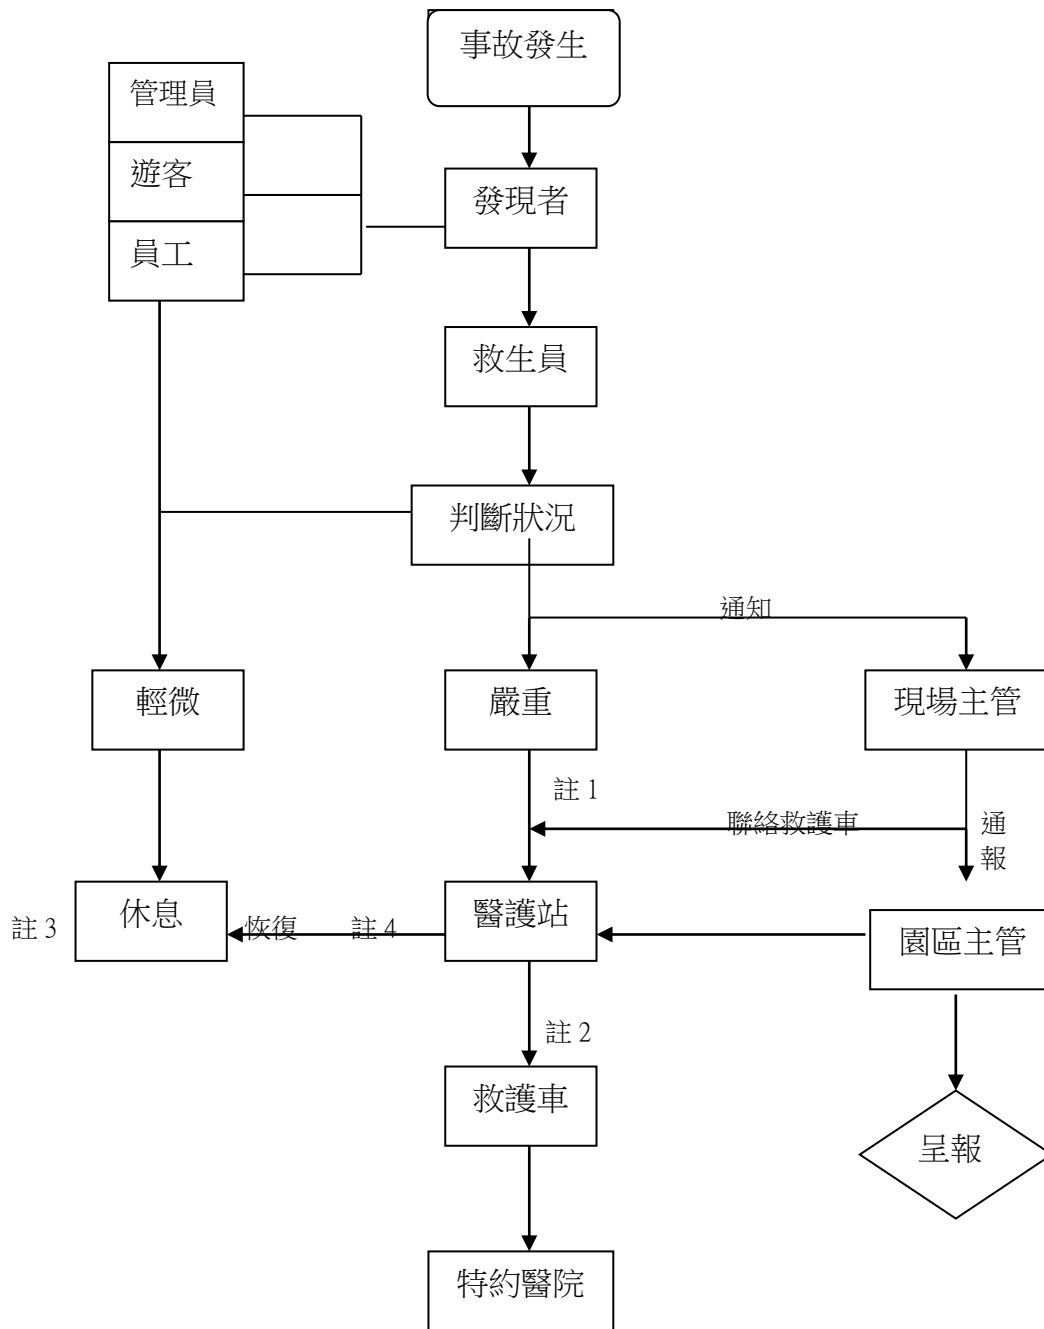 事故發生
管理員
遊客
發現者
員工
救生員
判斷狀況
通知
輕微
嚴重
現場主管
註 1
聯絡救護車
通
報
註 3
休息
恢復
註 4
醫護站
園區主管
註 2
救護車
呈報
特約醫院